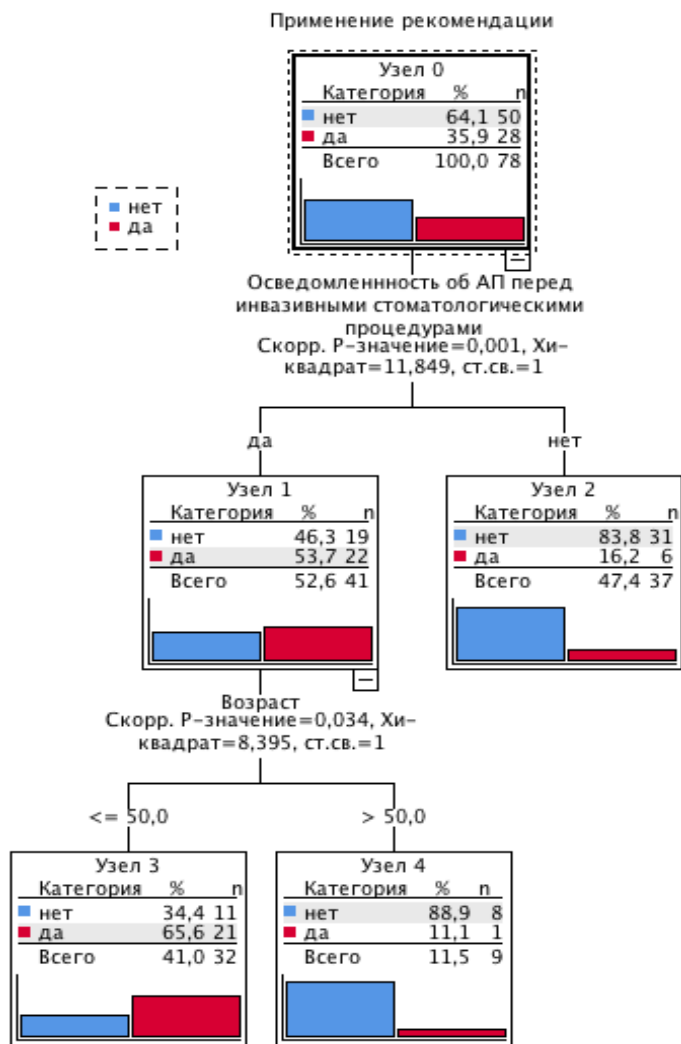 Применение рекомендации
Узел 0
Категория % n
нет 64,1 50
да 35,9 28
Всего 100,0 78
нет
да
Осведомленнность об АП перед
инвазивными стоматологическими
процедурами
Скорр. P-значение=0,001, Хи-
квадрат=11,849, ст.св.=1
да
нет
Узел 1
Категория % n
нет 46,3 19
да 53,7 22
Всего 52,6 41
Узел 2
Категория % n
нет 83,8 31
да 16,2 6
Всего 47,4 37
Возраст
Скорр. P-значение=0,034, Хи-
квадрат=8,395, ст.св.=1
<= 50,0
> 50,0
Узел 3
Категория % n
нет 34,4 11
да 65,6 21
Всего 41,0 32
Узел 4
Категория % n
нет 88,9 8
да 11,1 1
Всего 11,5 9